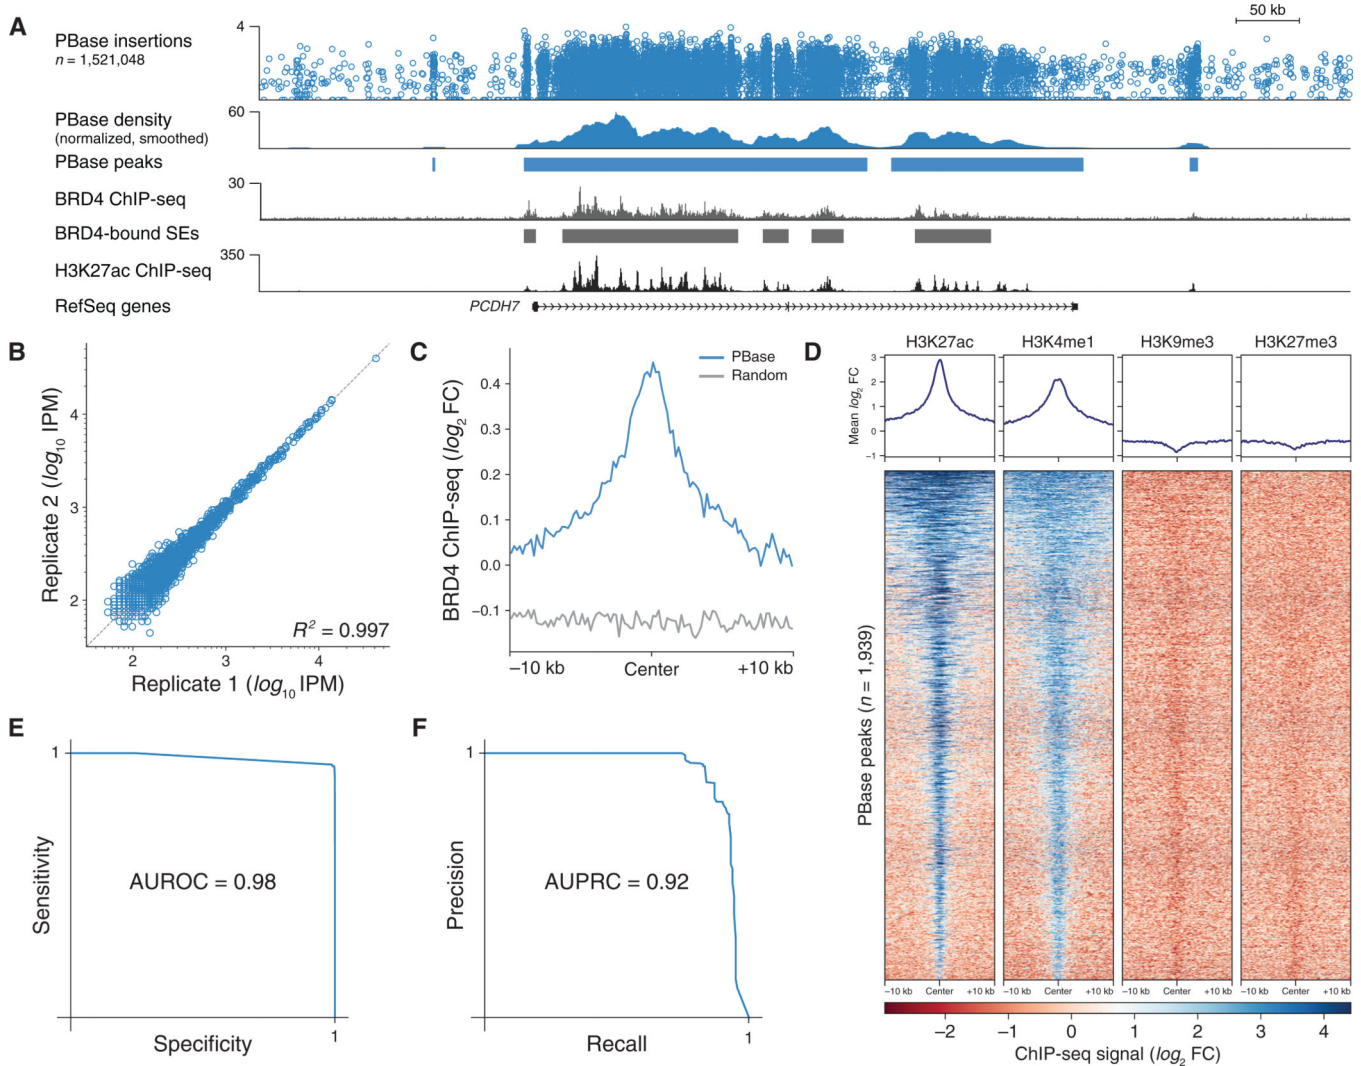 A
50 kb
PBase insertions
n = 1,521,048
4
PBase density
(normalized, smoothed)
60
PBase peaks
BRD4 ChIP-seq
30
BRD4-bound SEs
H3K27ac ChIP-seq
350
RefSeq genes
PCDH7
B
Replicate 2 (log10 IPM)
4
3
2
R2 = 0.997
2
3
4
Replicate 1 (log10 IPM)
C
BRD4 ChIP-seq (log2 FC)
PBase
Random
0.4
0.3
0.2
0.1
0.0
−0.1
−10 kb
Center
+10 kb
D
H3K27ac
H3K4me1
H3K9me3
H3K27me3
Mean log2 FC
3
2
1
0
−1
PBase peaks (n = 1,939)
−10 kb
Center
+10 kb
−10 kb
Center
+10 kb
−10 kb
Center
+10 kb
−10 kb
Center
+10 kb
−2
−1
0
1
2
3
4
ChIP-seq signal (log2 FC)
E
1
Sensitivity
AUROC = 0.98
1
Specificity
F
1
Precision
AUPRC = 0.92
1
Recall